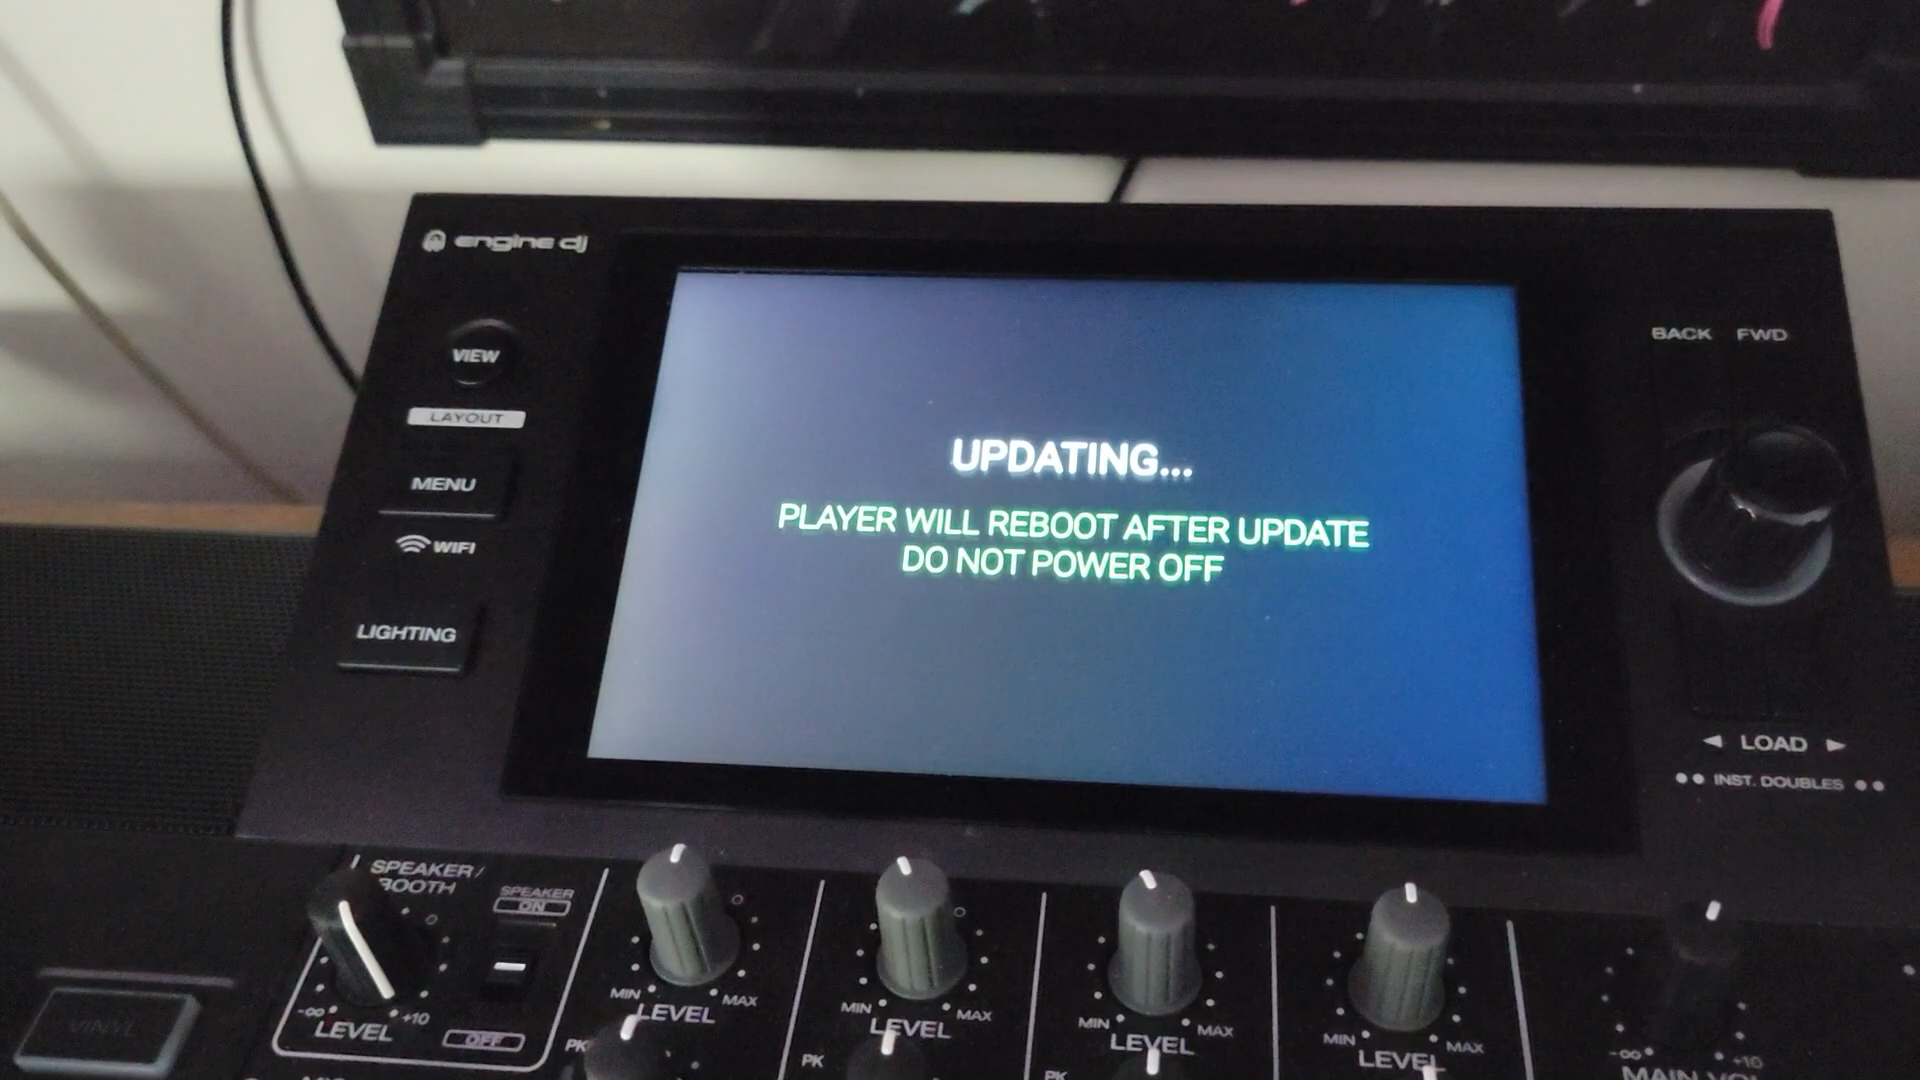 engine dj
VIEW
LAYOUT
MENU
WIFI
LIGHTING
UPDATING...
PLAYER WILL REBOOT AFTER UPDATE
DO NOT POWER OFF
BACK FWD
◄ LOAD ►
●● INST. DOUBLES ●●
SPEAKER/
BOOTH
SPEAKER
ON
OFF
-∞ +10
LEVEL
MIN MAX
LEVEL
MIN MAX
LEVEL
MIN MAX
LEVEL
MIN MAX
LEVEL
-∞ +10
PK
PK
PK
VINYL